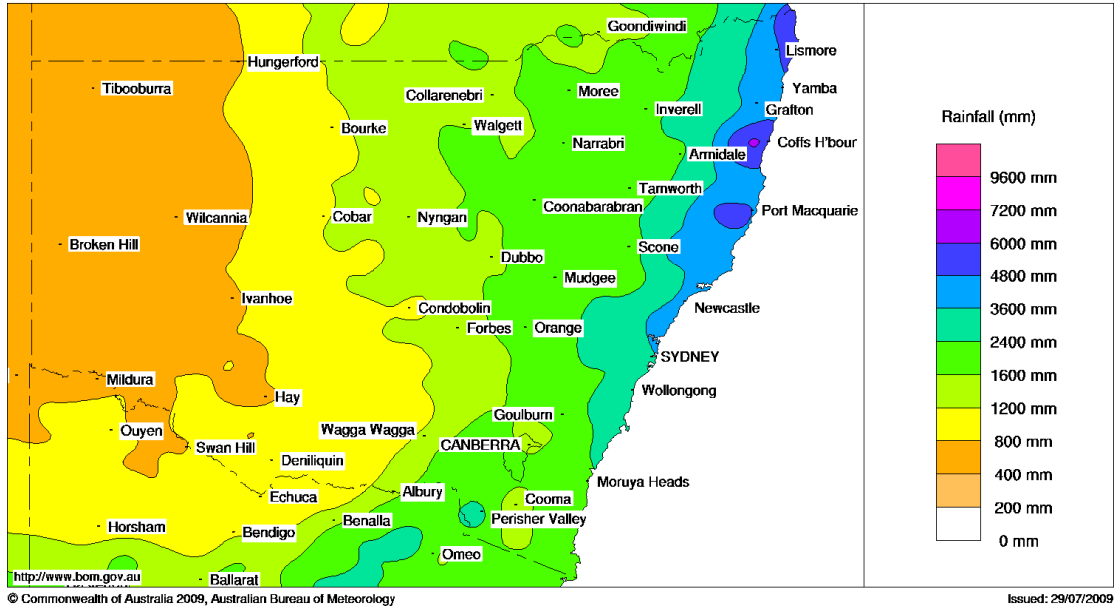 Goondiwindi
Lismore
Hungerford
Tibooburra
Collarenebri
Moree
Yamba
Inverell
Grafton
Bourke
Walgett
Narrabri
Coffs H'bour
Armidale
Tamworth
Wilcannia
Cobar
Nyngan
Coonabarabran
Port Macquarie
Broken Hill
Dubbo
Scone
Mudgee
Ivanhoe
Condobolin
Newcastle
Forbes
Orange
SYDNEY
Mildura
Hay
Wollongong
Goulburn
Ouyen
Wagga Wagga
Swan Hill
CANBERRA
Deniliquin
Moruya Heads
Echuca
Albury
Cooma
Perisher Valley
Horsham
Bendigo
Benalla
Omeo
Ballarat
http://www.bom.gov.au
Rainfall (mm)
9600 mm
7200 mm
6000 mm
4800 mm
3600 mm
2400 mm
1600 mm
1200 mm
800 mm
400 mm
200 mm
0 mm
© Commonwealth of Australia 2009, Australian Bureau of Meteorology
Issued: 29/07/2009